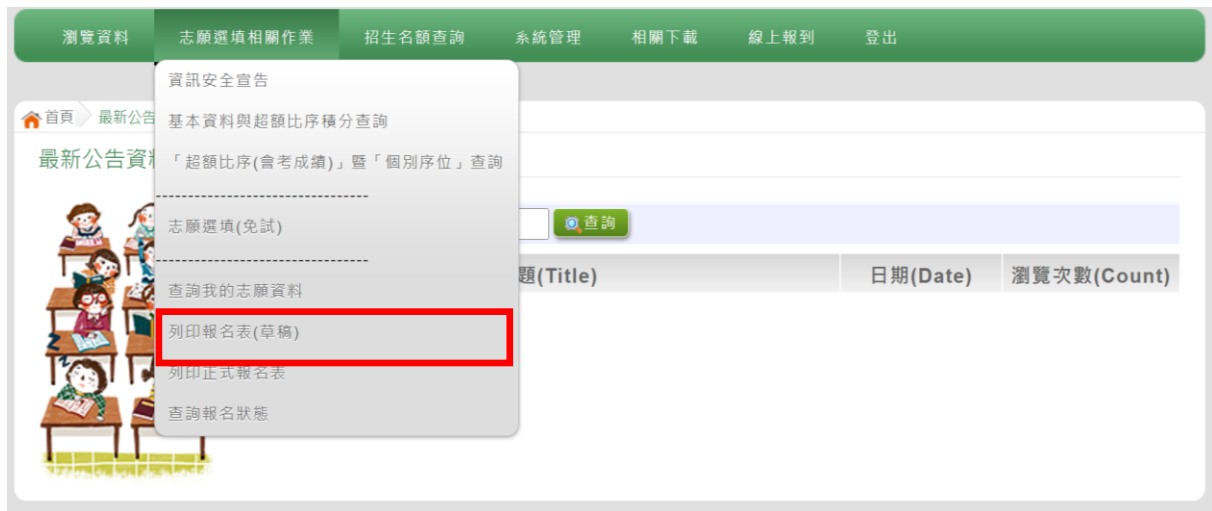 瀏覽資料 志願選填相關作業 招生名額查詢 系統管理 相關下載 線上報到 登出
資訊安全宣告
首頁 最新公告
基本資料與超額比序積分查詢
最新公告資
「超額比序(會考成績)」暨「個別序位」查詢
---------------------------------
志願選填(免試)
查詢
---------------------------------
題(Title) 日期(Date) 瀏覽次數(Count)
查詢我的志願資料
列印報名表(草稿)
列印正式報名表
查詢報名狀態